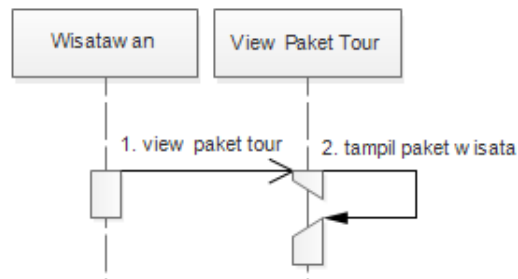 Wisatawan
View Paket Tour
1. view paket tour
2. tampil paket wisata